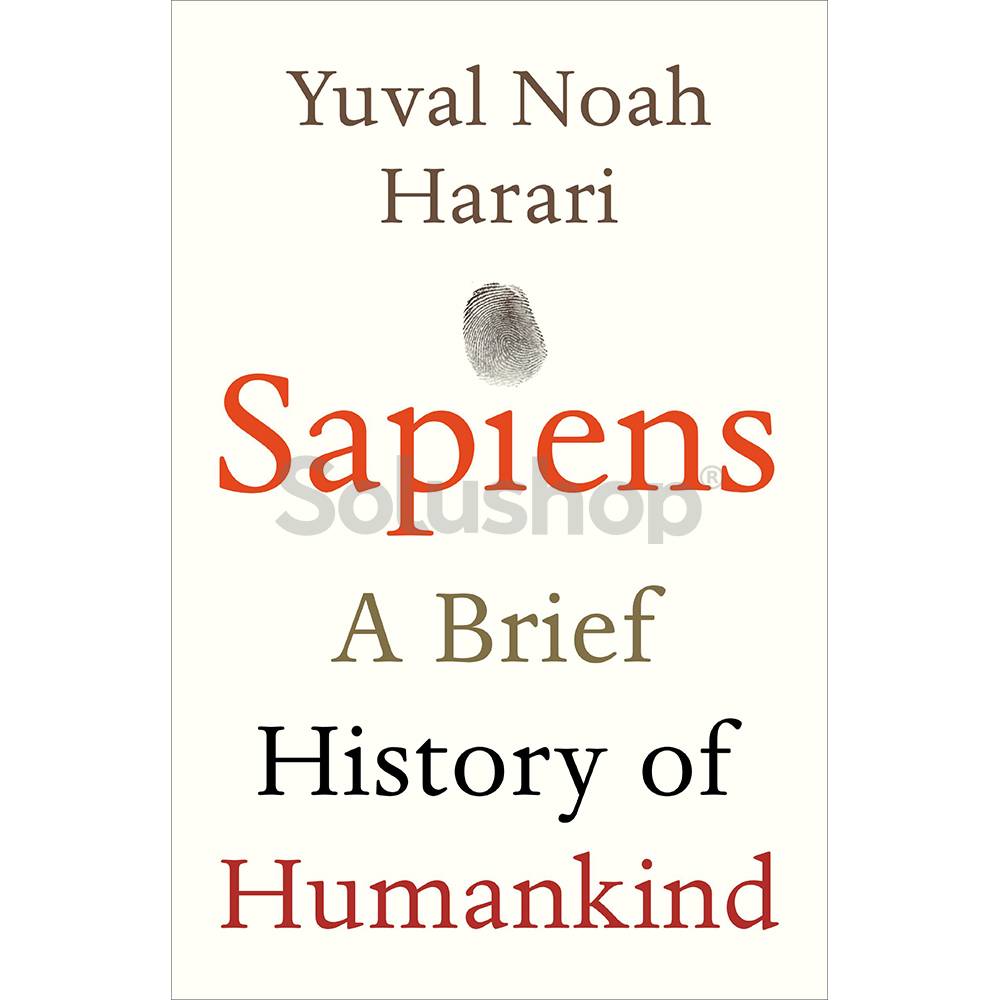 Yuval Noah
Harari
Sapiens
Solushop®
A Brief
History of
Humankind